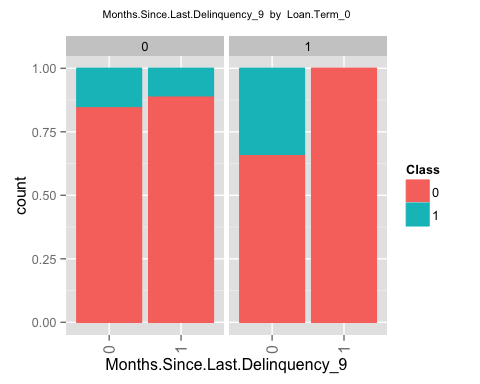 Months.Since.Last.Delinquency_9 by Loan.Term_0
0 1
1.00
0.75
0.50
0.25
0.00
count
0 1 0 1
Months.Since.Last.Delinquency_9
Class
0
1